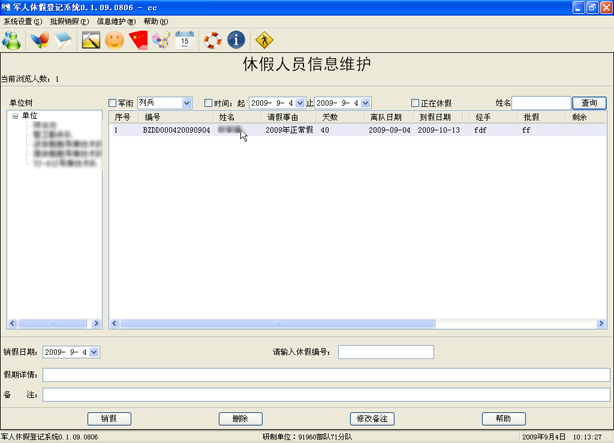 军人休假登记系统0.1.09.0806 - cc
系统设置(S) 批假销假(P) 信息维护(M) 帮助(H)
15
休假人员信息维护
当前浏览人数: 1
单位树
军衔 列兵 时间: 起 2009- 9- 4 止 2009- 9- 4 正在休假 姓名 查询
单位
序号 编号 姓名 请假事由 天数 离队日期 到假日期 经手 批假 剩余
1 BZDD000420090904 2009年正常假 40 2009-09-04 2009-10-13 fdf ff
销假日期: 2009- 9- 4 请输入休假编号:
假期详情:
备 注:
销假 删除 修改备注 帮助
军人休假登记系统0.1.09.0806 研制单位:91960部队71分队 2009年9月4日 10:13:27